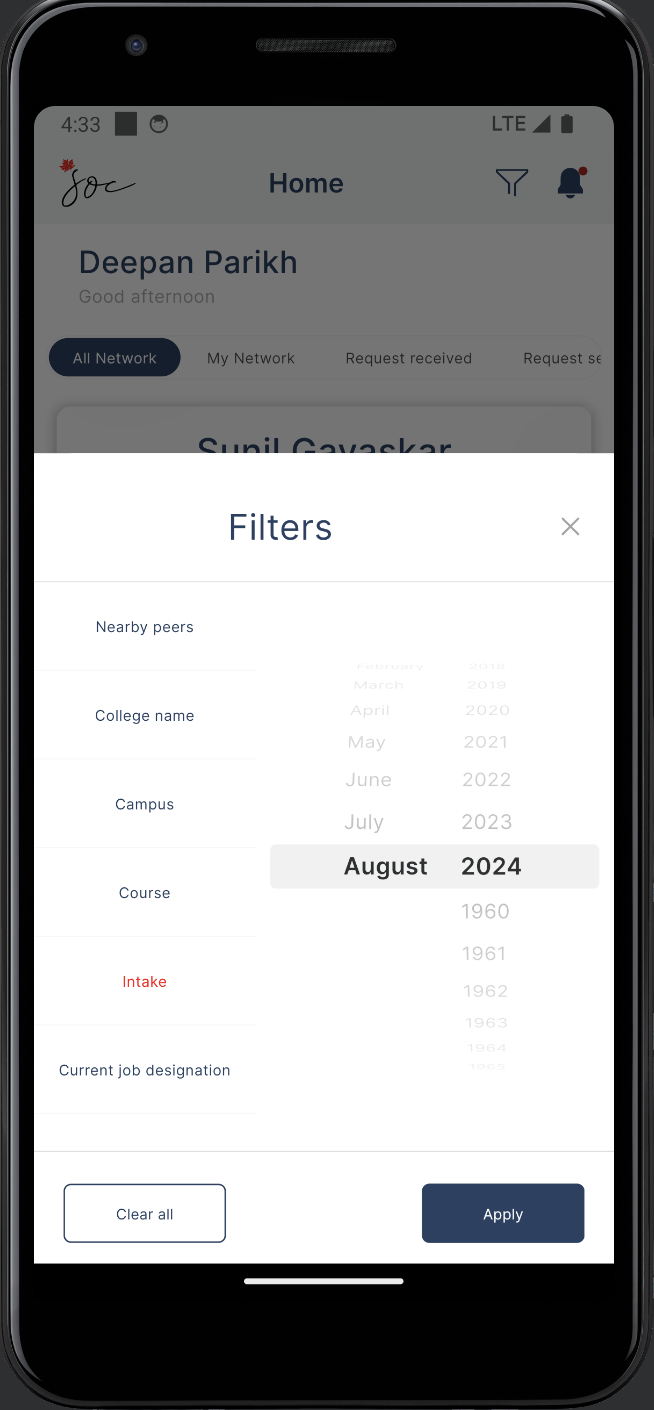 4:33 LTE
soc Home
Deepan Parikh
Good afternoon
All Network My Network Request received Request se
Sunil Gavaskar
Filters
Nearby peers
College name
Campus
Course
Intake
Current job designation
February 2018
March 2019
April 2020
May 2021
June 2022
July 2023
August 2024
1960
1961
1962
1963
1964
Clear all Apply